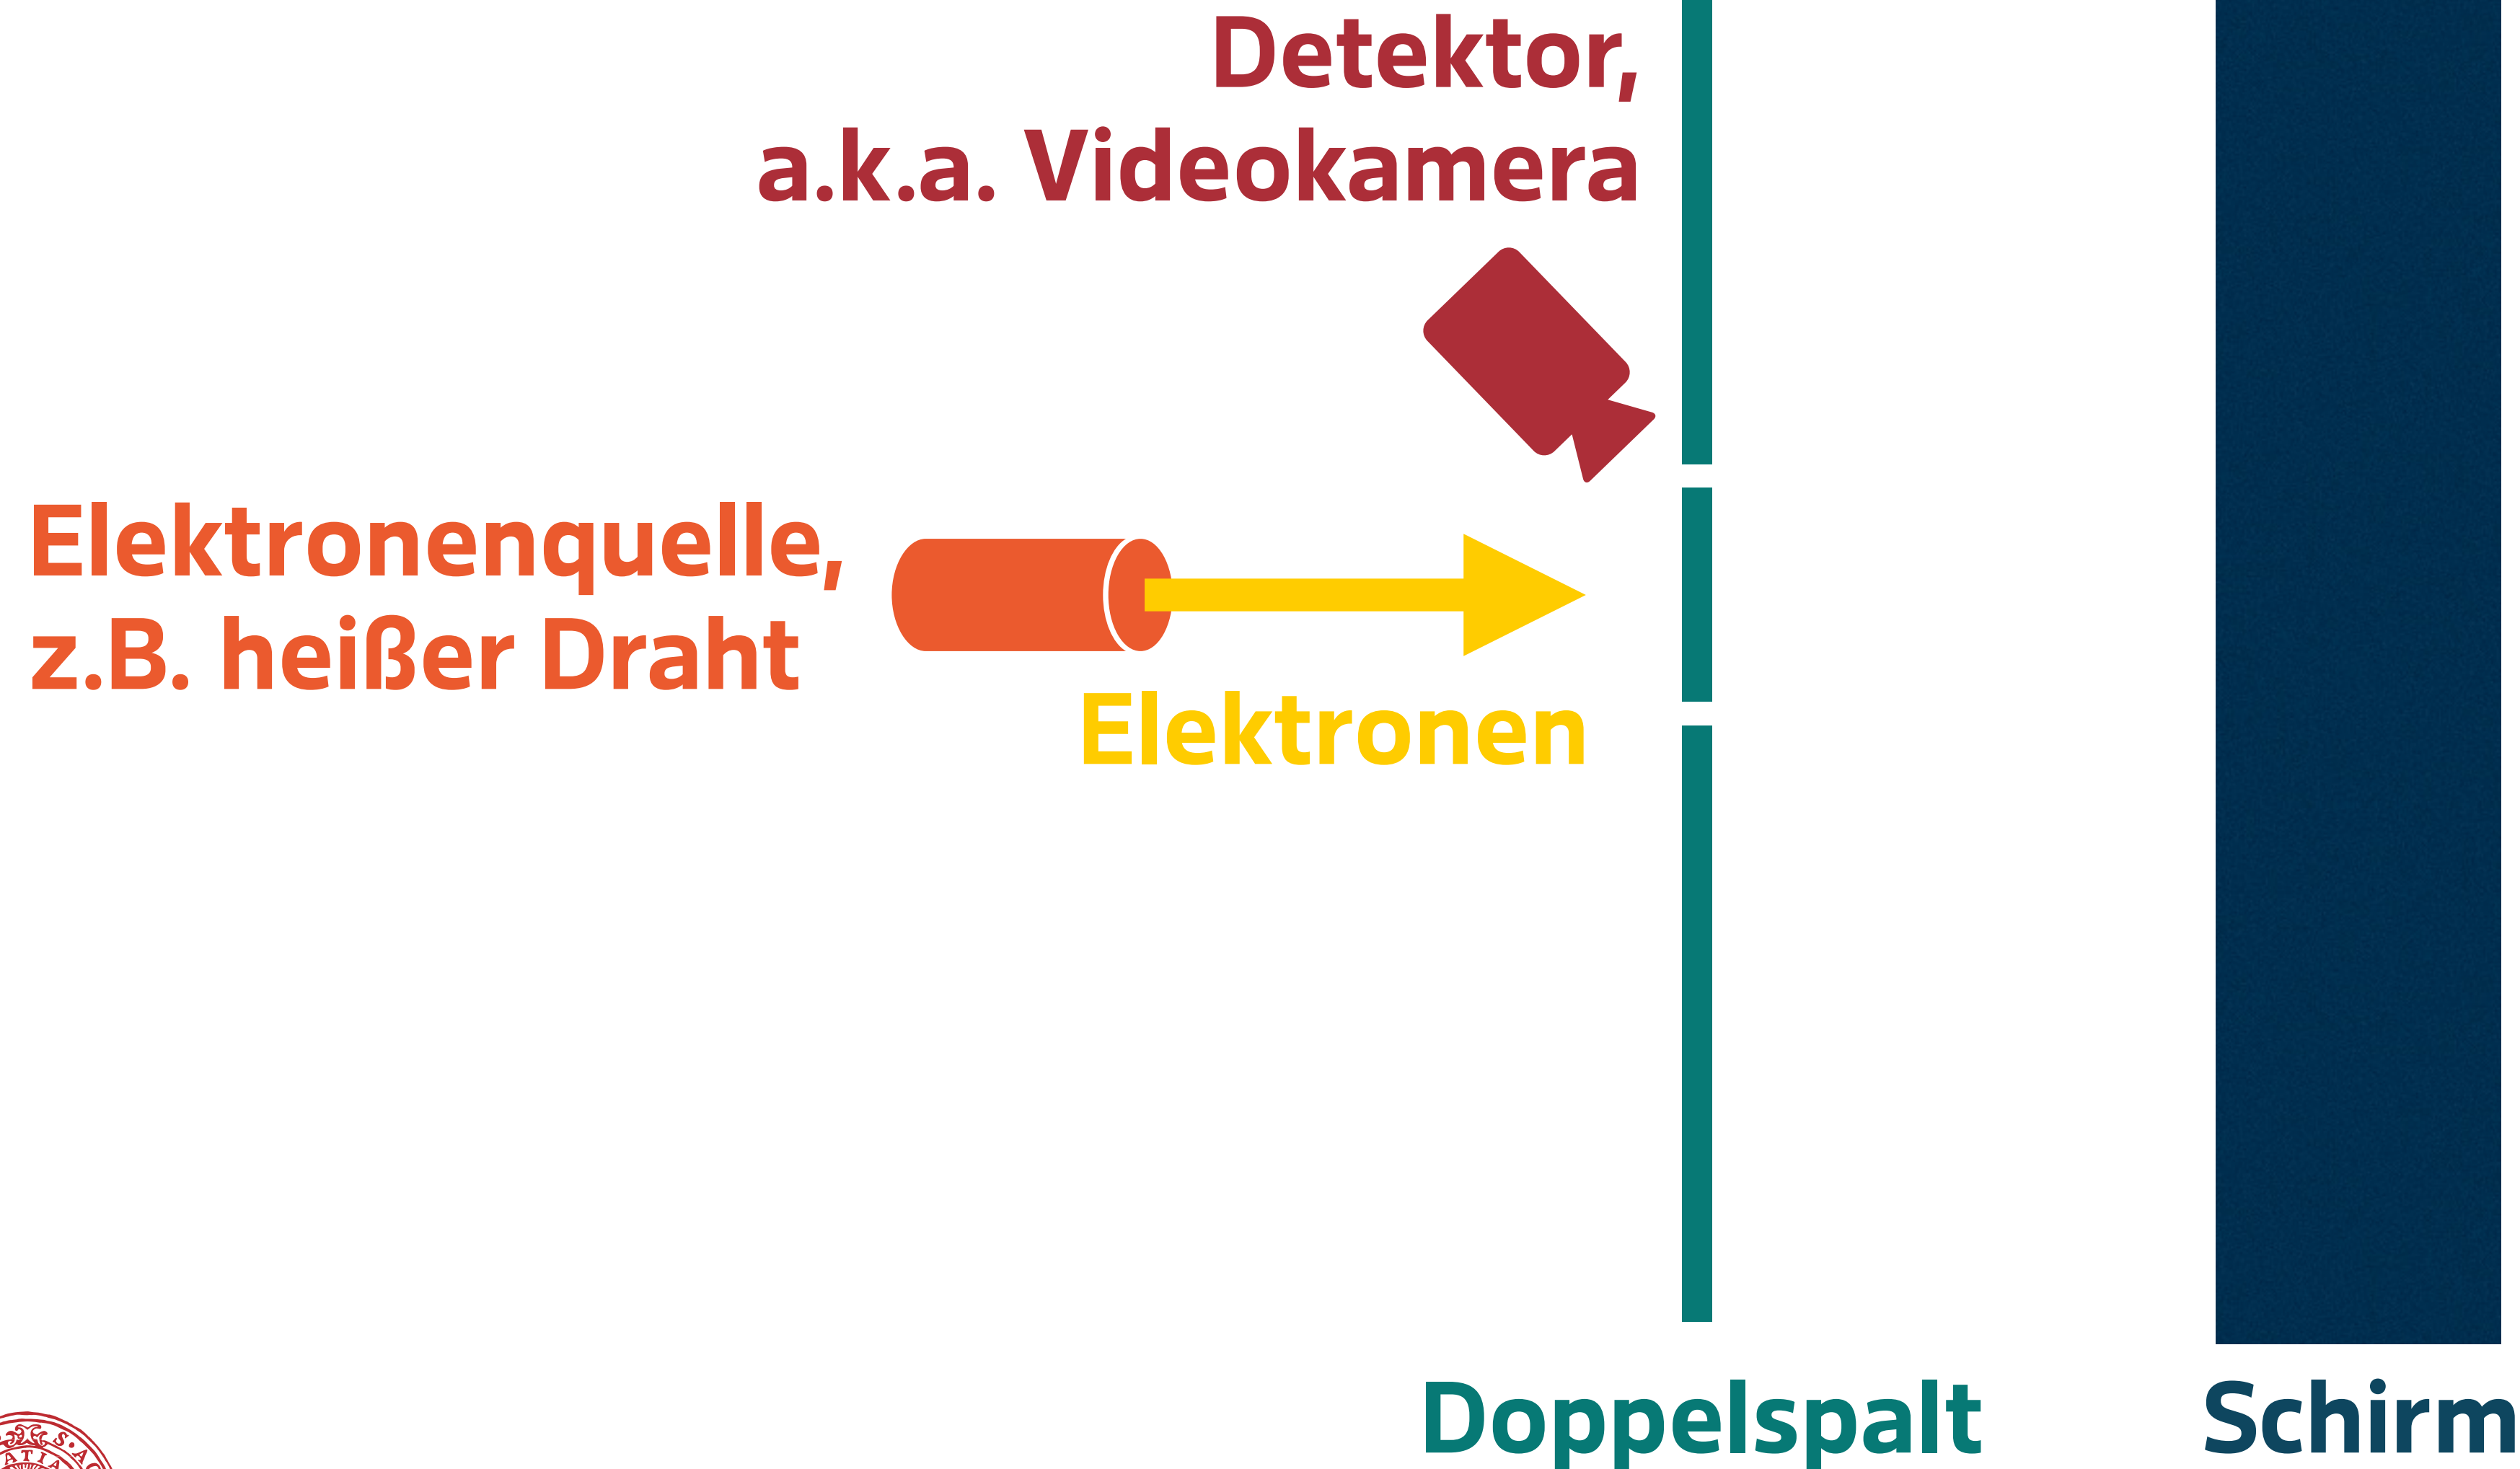 Detektor,
a.k.a. Videokamera
Elektronenquelle,
z.B. heißer Draht
Elektronen
Doppelspalt
Schirm